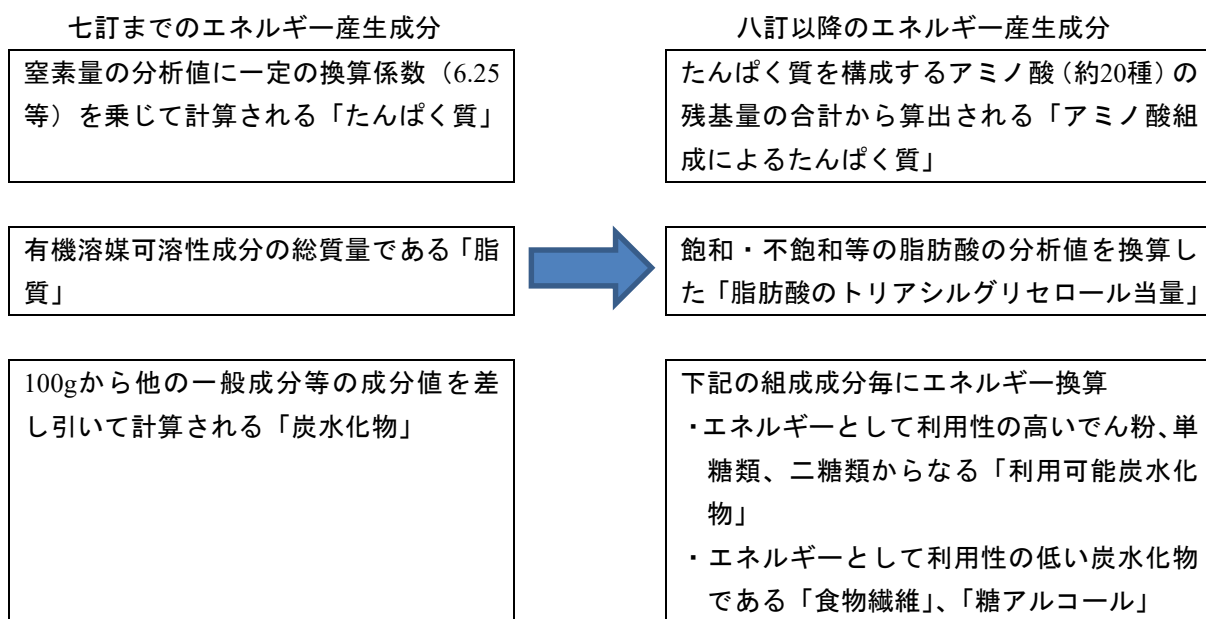 七訂までのエネルギー産生成分
窒素量の分析値に一定の換算係数（6.25
等）を乗じて計算される「たんぱく質」
有機溶媒可溶性成分の総質量である「脂
質」
100gから他の一般成分等の成分値を差
し引いて計算される「炭水化物」
八訂以降のエネルギー産生成分
たんぱく質を構成するアミノ酸（約20種）の
残基量の合計から算出される「アミノ酸組
成によるたんぱく質」
飽和・不飽和等の脂肪酸の分析値を換算し
た「脂肪酸のトリアシルグリセロール当量」
下記の組成成分毎にエネルギー換算
・エネルギーとして利用性の高いでん粉、単
糖類、二糖類からなる「利用可能炭水化
物」
・エネルギーとして利用性の低い炭水化物
である「食物繊維」、「糖アルコール」